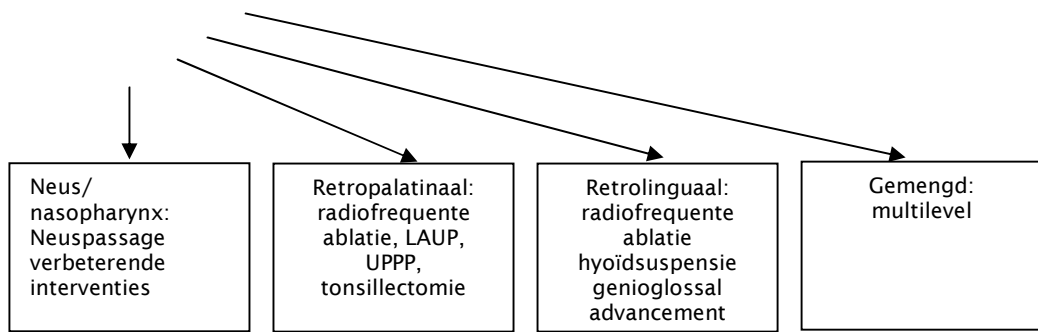 Neus/
nasopharynx:
Neuspassage
verbeterende
interventies
Retropalatinaal:
radiofrequente
ablatie, LAUP,
UPPP,
tonsillectomie
Retrolinguaal:
radiofrequente
ablatie
hyoïdsuspensie
genioglossal
advancement
Gemengd:
multilevel